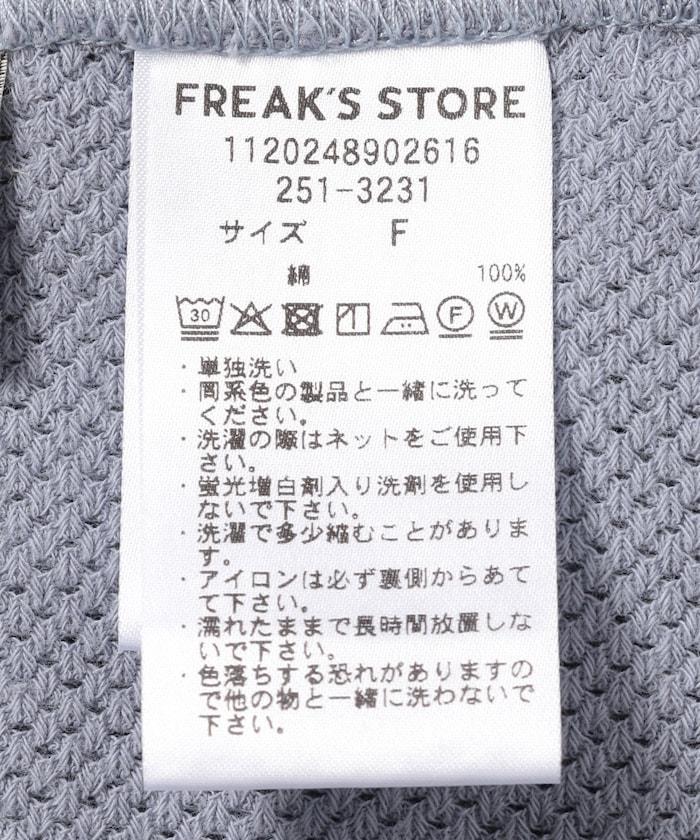 FREAK'S STORE
1120248902616
251-3231
サイズ F
綿 100%
30 F W
・単独洗い
・同系色の製品と一緒に洗って
ください。
・洗濯の際はネットをご使用下
さい。
・蛍光増白剤入り洗剤を使用し
ないで下さい。
・洗濯で多少縮むことがありま
す。
・アイロンは必ず裏側からあて
て下さい。
・濡れたままで長時間放置しな
いで下さい。
・色落ちする恐れがありますの
で他の物と一緒に洗わないで
下さい。